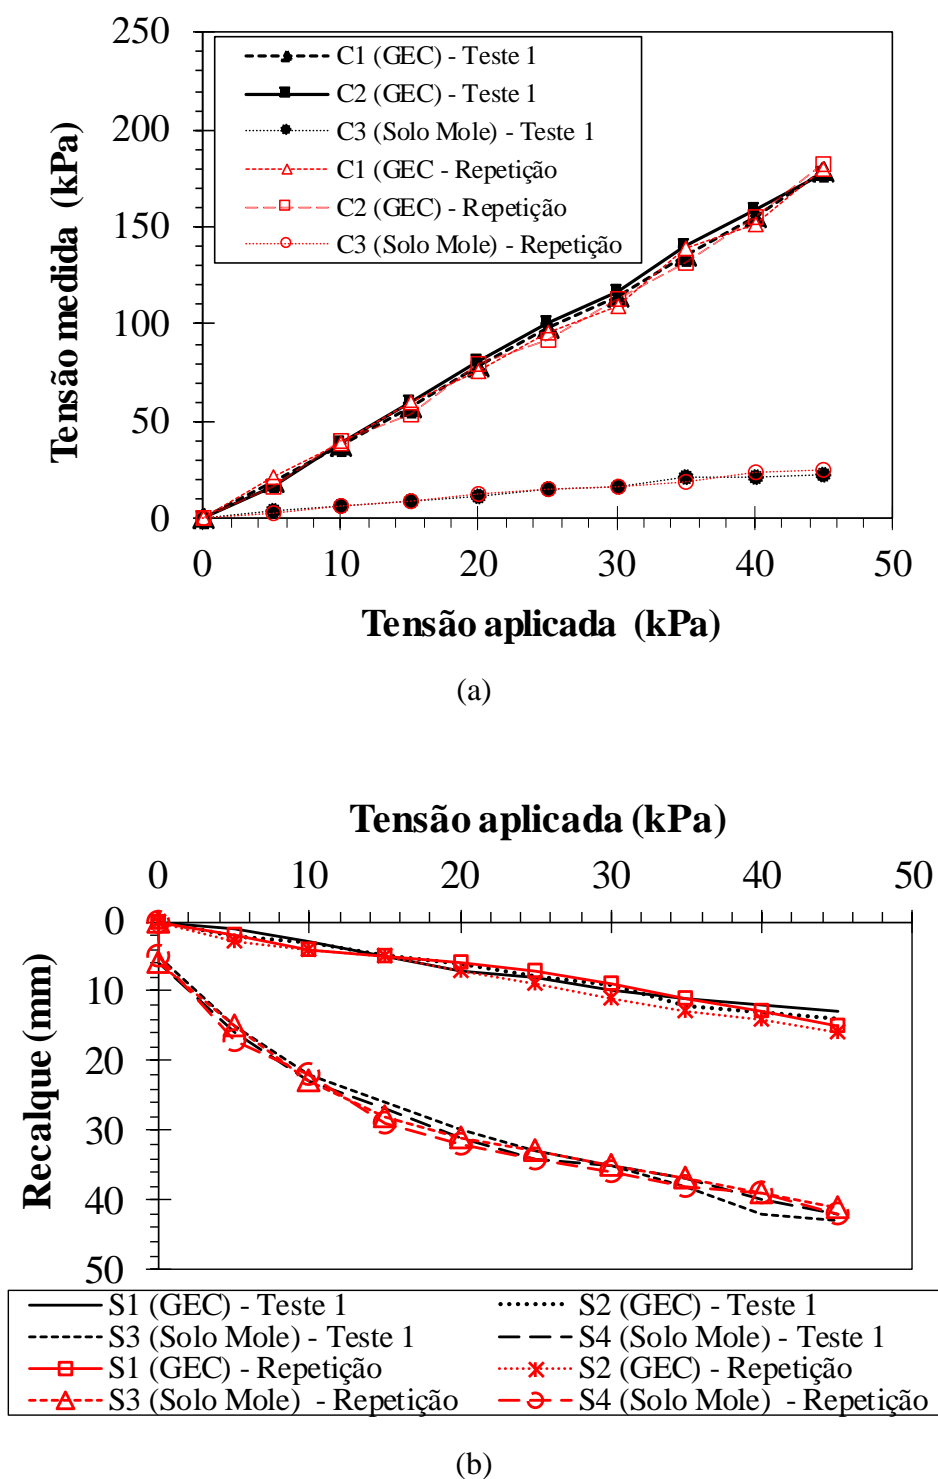 250
200
150
100
50
0
Tensão medida (kPa)
C1 (GEC) - Teste 1
C2 (GEC) - Teste 1
C3 (Solo Mole) - Teste 1
C1 (GEC - Repetição
C2 (GEC) - Repetição
C3 (Solo Mole) - Repetição
0 10 20 30 40 50
Tensão aplicada (kPa)
(a)
Tensão aplicada (kPa)
0 10 20 30 40 50
0
10
20
30
40
50
Recalque (mm)
S1 (GEC) - Teste 1 S2 (GEC) - Teste 1
S3 (Solo Mole) - Teste 1 S4 (Solo Mole) - Teste 1
S1 (GEC) - Repetição S2 (GEC) - Repetição
S3 (Solo Mole) - Repetição S4 (Solo Mole) - Repetição
(b)